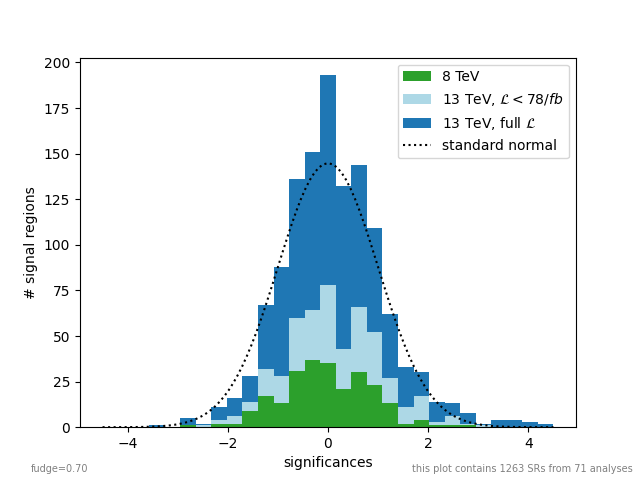 200
175
150
125
100
75
50
25
0
# signal regions
8 TeV
13 TeV, ℒ < 78/fb
13 TeV, full ℒ
standard normal
−4 −2 0 2 4
significances
fudge=0.70
this plot contains 1263 SRs from 71 analyses